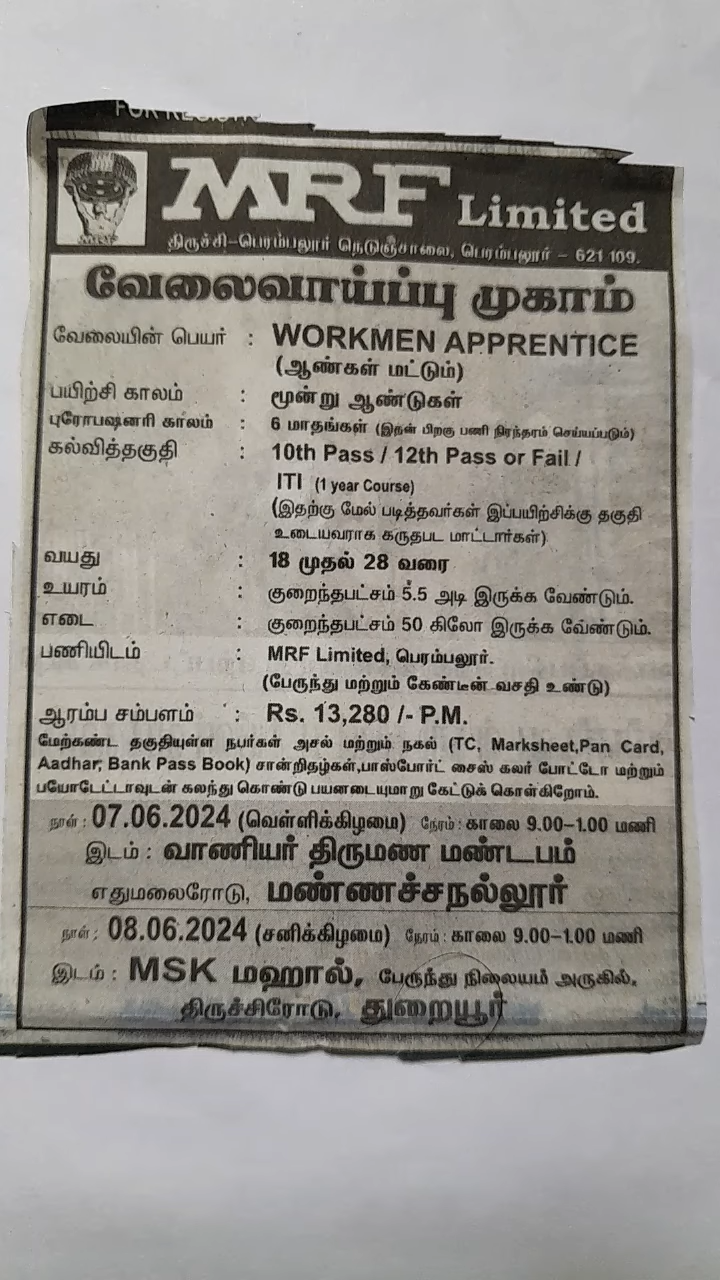 MRF Limited
திருச்சி-பெரம்பலூர் நெடுஞ்சாலை, பெரம்பலூர் - 621 109.
வேலைவாய்ப்பு முகாம்
வேலையின் பெயர் : WORKMEN APPRENTICE
(ஆண்கள் மட்டும்)
பயிற்சி காலம் : மூன்று ஆண்டுகள்
புரோபஷனரி காலம் : 6 மாதங்கள் (இதன் பிறகு பணி நிரந்தரம் செய்யப்படும்)
கல்வித்தகுதி : 10th Pass / 12th Pass or Fail /
ITI (1 year Course)
(இதற்கு மேல் படித்தவர்கள் இப்பயிற்சிக்கு தகுதி
உடையவராக கருதபட மாட்டார்கள்)
வயது : 18 முதல் 28 வரை
உயரம் : குறைந்தபட்சம் 5.5 அடி இருக்க வேண்டும்.
எடை : குறைந்தபட்சம் 50 கிலோ இருக்க வேண்டும்.
பணியிடம் : MRF Limited, பெரம்பலூர்.
(பேருந்து மற்றும் கேண்டீன் வசதி உண்டு)
ஆரம்ப சம்பளம் : Rs. 13,280 /- P.M.
மேற்கண்ட தகுதியுள்ள நபர்கள் அசல் மற்றும் நகல் (TC, Marksheet,Pan Card,
Aadhar, Bank Pass Book) சான்றிதழ்கள்,பாஸ்போர்ட் சைஸ் கலர் போட்டோ மற்றும்
பயோடேட்டாவுடன் கலந்து கொண்டு பயனடையுமாறு கேட்டுக் கொள்கிறோம்.
நாள் : 07.06.2024 (வெள்ளிக்கிழமை) நேரம் : காலை 9.00-1.00 மணி
இடம் : வாணியர் திருமண மண்டபம்
எதுமலைரோடு, மண்ணச்சநல்லூர்
நாள் : 08.06.2024 (சனிக்கிழமை) நேரம் : காலை 9.00-1.00 மணி
இடம் : MSK மஹால், பேருந்து நிலையம் அருகில்,
திருச்சிரோடு, துறையூர்